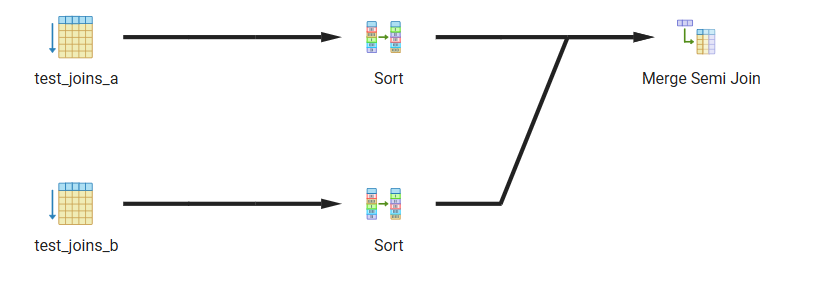 test_joins_a
Sort
Merge Semi Join
test_joins_b
Sort